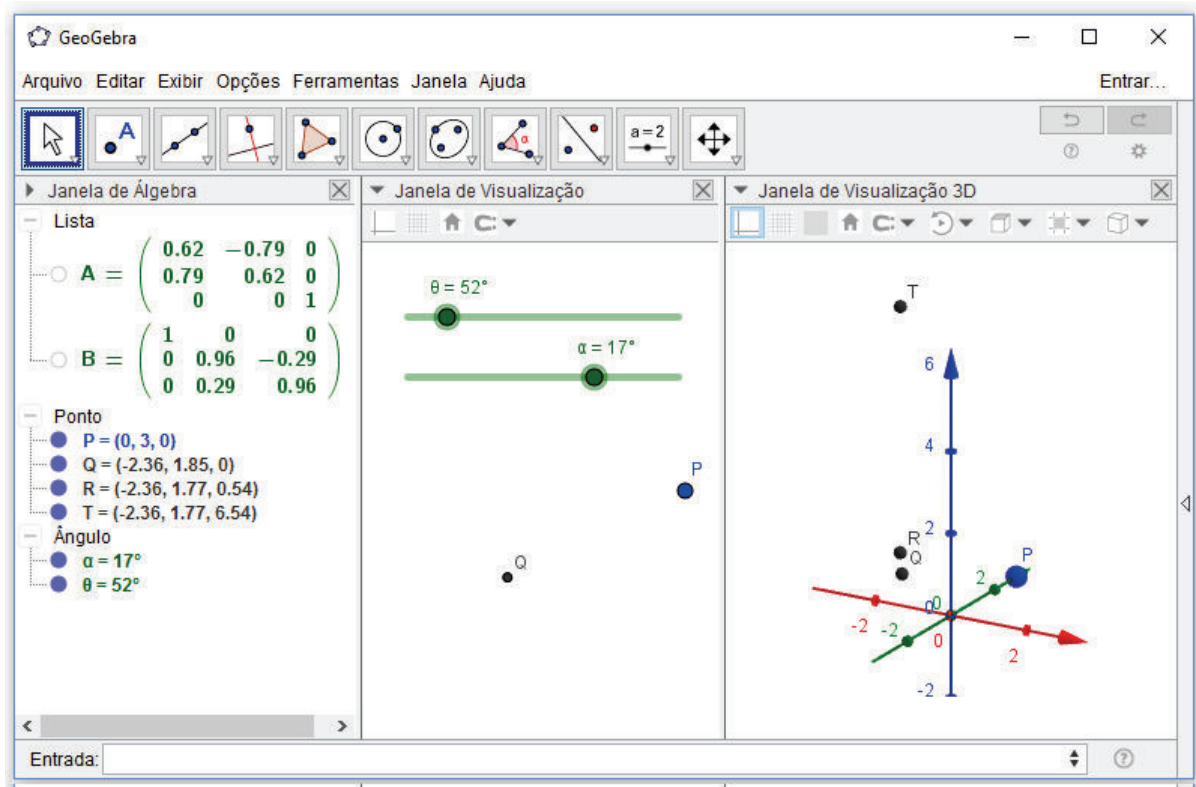 GeoGebra
Arquivo Editar Exibir Opções Ferramentas Janela Ajuda Entrar...
A α a = 2
Janela de Álgebra
Lista
A = ( 0.62 −0.79 0
0.79 0.62 0
0 0 1 )
B = ( 1 0 0
0 0.96 −0.29
0 0.29 0.96 )
Ponto
P = (0, 3, 0)
Q = (-2.36, 1.85, 0)
R = (-2.36, 1.77, 0.54)
T = (-2.36, 1.77, 6.54)
Ângulo
α = 17°
θ = 52°
Janela de Visualização
θ = 52°
α = 17°
P
Q
Janela de Visualização 3D
T
6
4
2
R
Q
P
2
0
0
-2
-2
0
2
-2
Entrada: